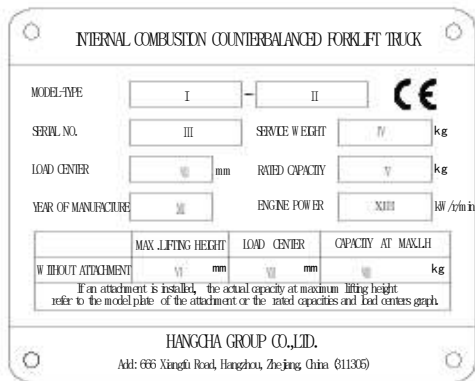 INTERNAL COMBUSTION COUNTERBALANCED FORKLIFT TRUCK
MODEL-TYPE I - II CE
SERIAL NO. III SERVICE WEIGHT IV kg
LOAD CENTER mm RATED CAPACITY V kg
YEAR OF MANUFACTURE ENGINE POWER kW/r/min
MAX.LIFTING HEIGHT LOAD CENTER CAPACITY AT MAX.L.H
WITHOUT ATTACHMENT VI mm mm kg
If an attachment is installed, the actual capacity at maximum lifting height
refer to the model plate of the attachment or the rated capacities and load centers graph.
HANGCHA GROUP CO.,LTD.
Add: 666 Xiangfu Road, Hangzhou, Zhejiang, China (311305)